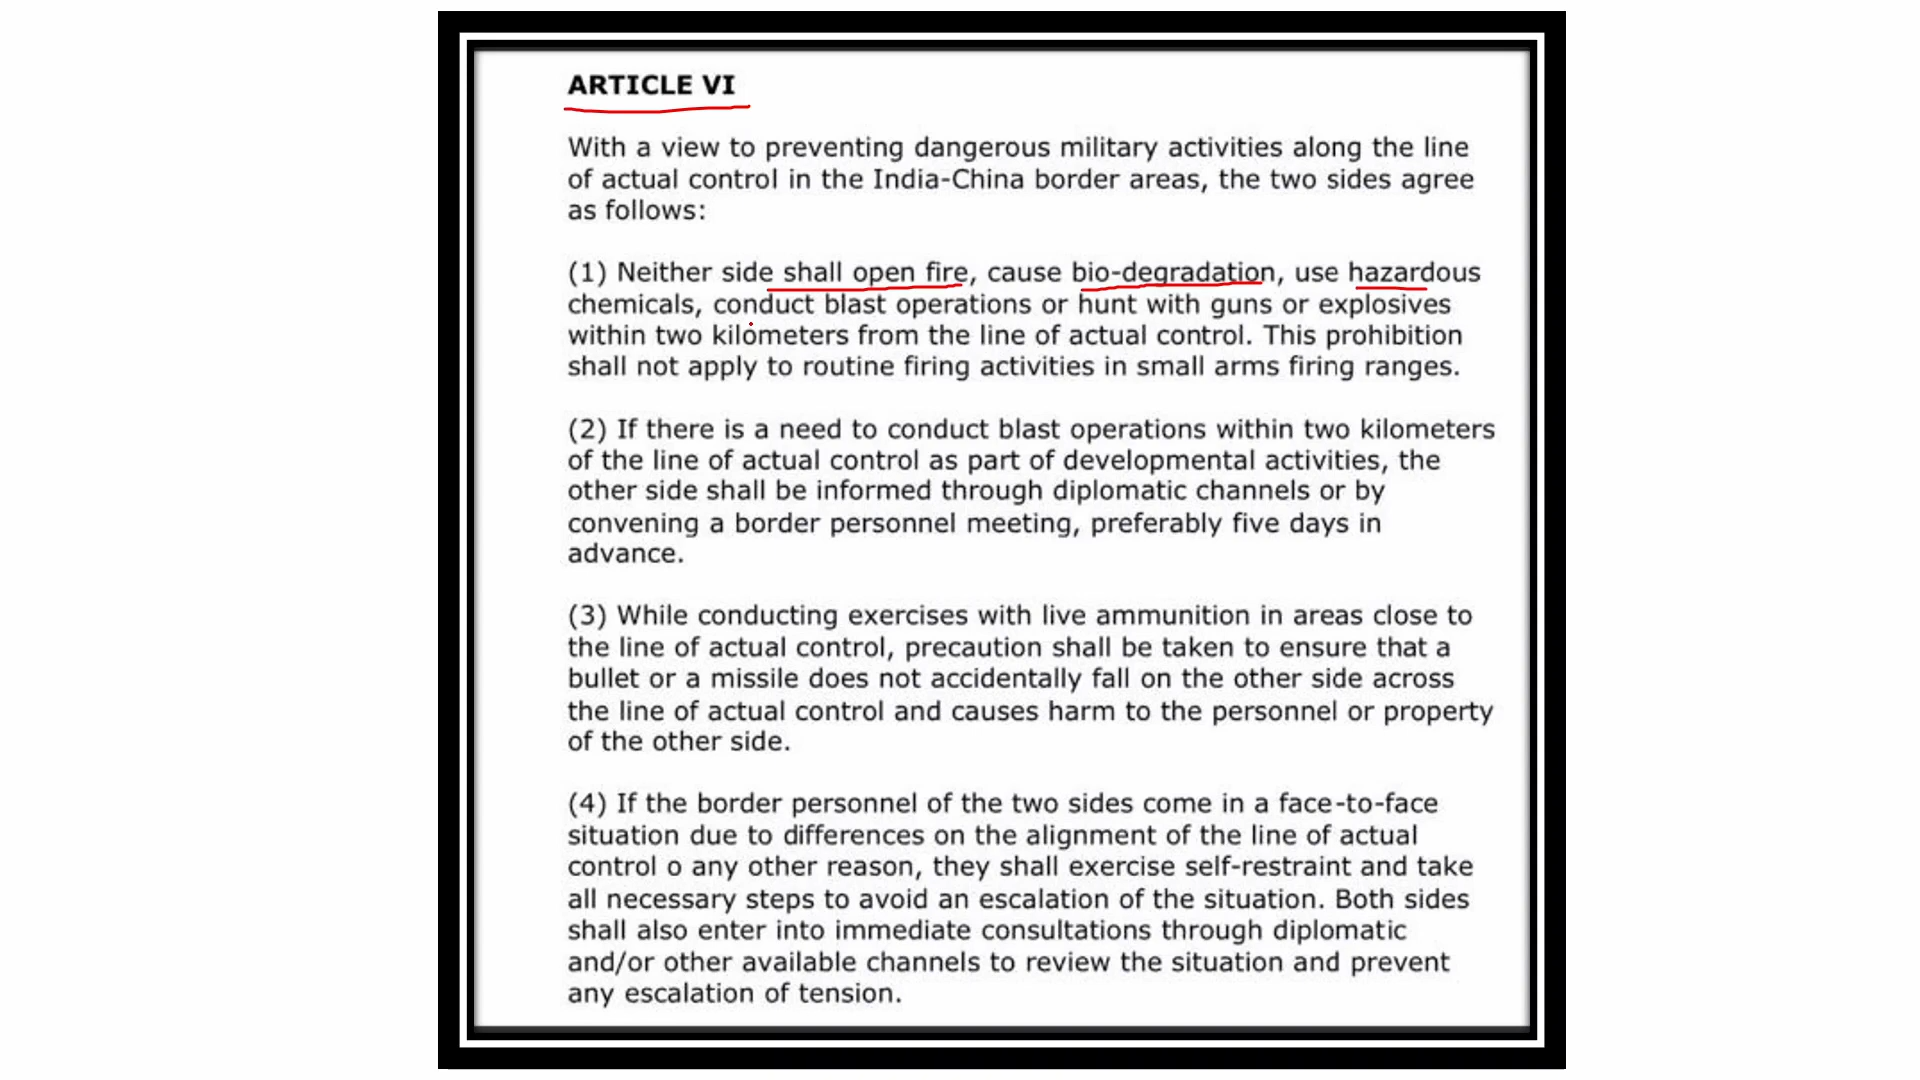 ARTICLE VI
With a view to preventing dangerous military activities along the line
of actual control in the India-China border areas, the two sides agree
as follows:
(1) Neither side shall open fire, cause bio-degradation, use hazardous
chemicals, conduct blast operations or hunt with guns or explosives
within two kilometers from the line of actual control. This prohibition
shall not apply to routine firing activities in small arms firing ranges.
(2) If there is a need to conduct blast operations within two kilometers
of the line of actual control as part of developmental activities, the
other side shall be informed through diplomatic channels or by
convening a border personnel meeting, preferably five days in
advance.
(3) While conducting exercises with live ammunition in areas close to
the line of actual control, precaution shall be taken to ensure that a
bullet or a missile does not accidentally fall on the other side across
the line of actual control and causes harm to the personnel or property
of the other side.
(4) If the border personnel of the two sides come in a face-to-face
situation due to differences on the alignment of the line of actual
control o any other reason, they shall exercise self-restraint and take
all necessary steps to avoid an escalation of the situation. Both sides
shall also enter into immediate consultations through diplomatic
and/or other available channels to review the situation and prevent
any escalation of tension.